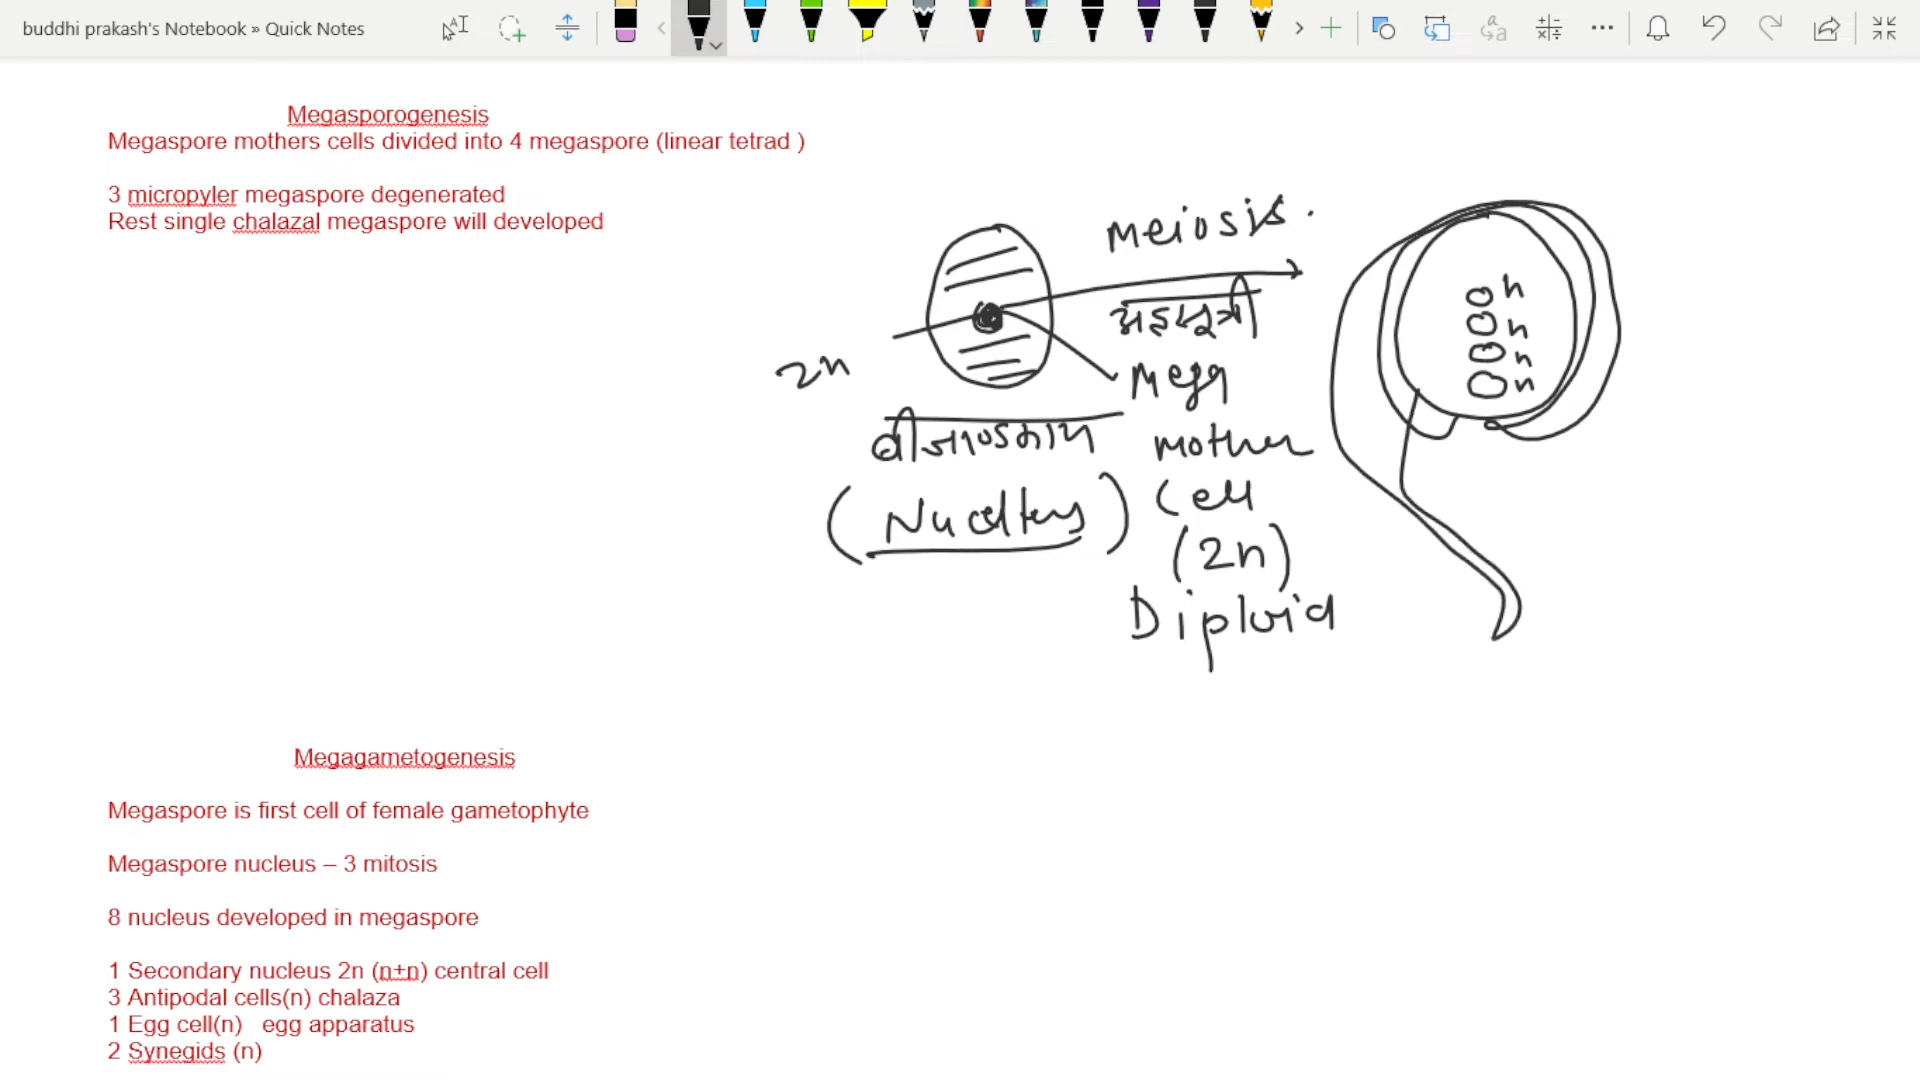 buddhi prakash's Notebook » Quick Notes
Megasporogenesis
Megaspore mothers cells divided into 4 megaspore (linear tetrad )
3 micropyler megaspore degenerated
Rest single chalazal megaspore will developed
Meiosis.
2n
Mega
mother
cell
(2n)
Diploid
बीजाण्डकाय
(Nucellus)
n
n
n
n
Megagametogenesis
Megaspore is first cell of female gametophyte
Megaspore nucleus – 3 mitosis
8 nucleus developed in megaspore
1 Secondary nucleus 2n (n+n) central cell
3 Antipodal cells(n) chalaza
1 Egg cell(n) egg apparatus
2 Synegids (n)